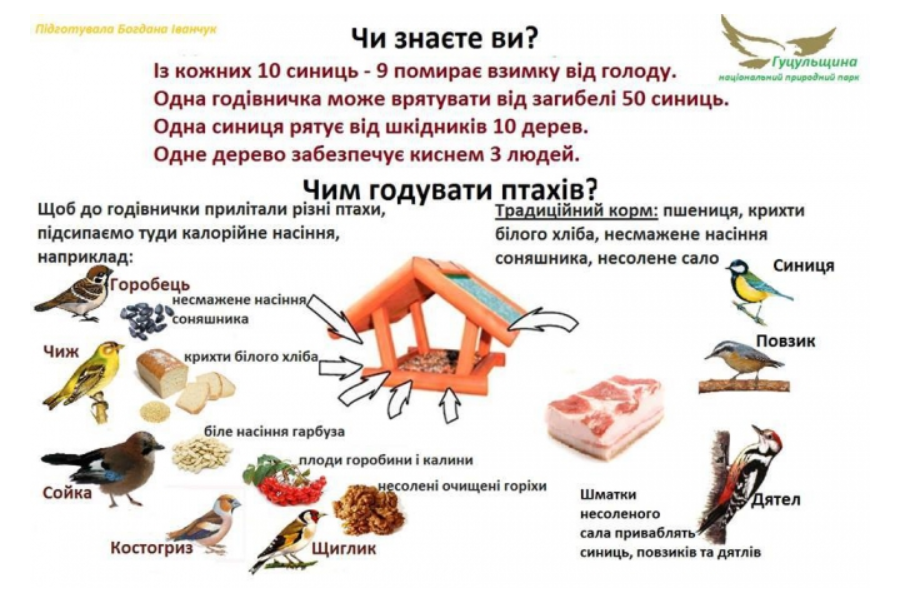 Підготувала Богдана Іванчук
Чи знаєте ви?
Гуцульщина
національний природний парк
Із кожних 10 синиць - 9 помирає взимку від голоду.
Одна годівничка може врятувати від загибелі 50 синиць.
Одна синиця рятує від шкідників 10 дерев.
Одне дерево забезпечує киснем 3 людей.
Чим годувати птахів?
Щоб до годівнички прилітали різні птахи,
підсипаємо туди калорійне насіння,
наприклад:
Традиційний корм: пшениця, крихти
білого хліба, несмажене насіння
соняшника, несолене сало
Горобець
несмажене насіння
соняшника
Чиж
крихти білого хліба
біле насіння гарбуза
Сойка
плоди горобини і калини
несолені очищені горіхи
Костогриз
Щиглик
Синиця
Повзик
Дятел
Шматки
несоленого
сала приваблять
синиць, повзиків та дятлів